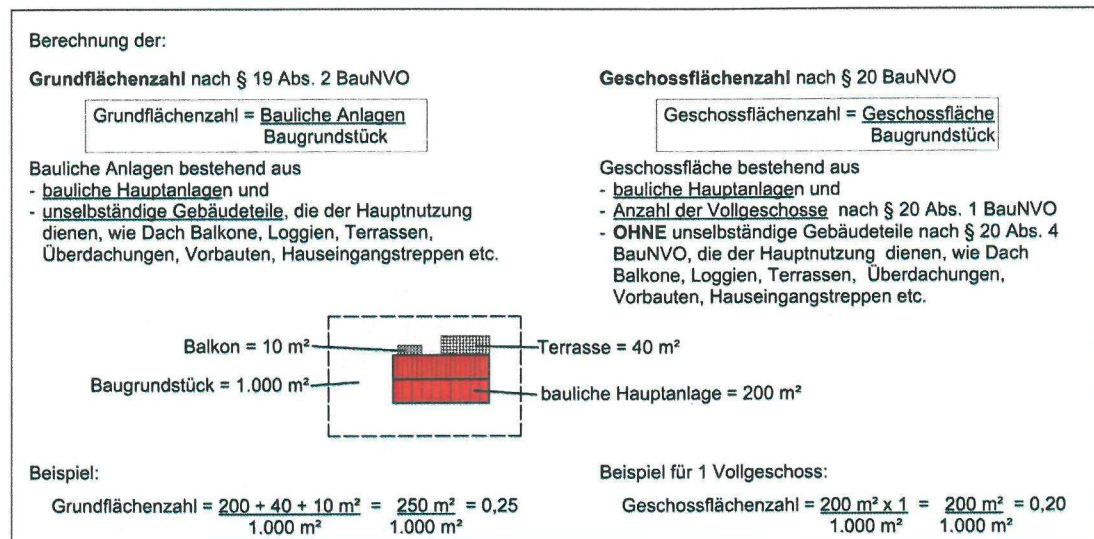 Berechnung der:
Grundflächenzahl nach § 19 Abs. 2 BauNVO
Grundflächenzahl = Bauliche Anlagen
Baugrundstück
Bauliche Anlagen bestehend aus
- bauliche Hauptanlagen und
- unselbständige Gebäudeteile, die der Hauptnutzung
dienen, wie Dach Balkone, Loggien, Terrassen,
Überdachungen, Vorbauten, Hauseingangstreppen etc.
Geschossflächenzahl nach § 20 BauNVO
Geschossflächenzahl = Geschossfläche
Baugrundstück
Geschossfläche bestehend aus
- bauliche Hauptanlagen und
- Anzahl der Vollgeschosse nach § 20 Abs. 1 BauNVO
- OHNE unselbständige Gebäudeteile nach § 20 Abs. 4
BauNVO, die der Hauptnutzung dienen, wie Dach
Balkone, Loggien, Terrassen, Überdachungen,
Vorbauten, Hauseingangstreppen etc.
Balkon = 10 m²
Terrasse = 40 m²
Baugrundstück = 1.000 m²
bauliche Hauptanlage = 200 m²
Beispiel:
Grundflächenzahl = 200 + 40 + 10 m² = 250 m² = 0,25
1.000 m² 1.000 m²
Beispiel für 1 Vollgeschoss:
Geschossflächenzahl = 200 m² x 1 = 200 m² = 0,20
1.000 m² 1.000 m²